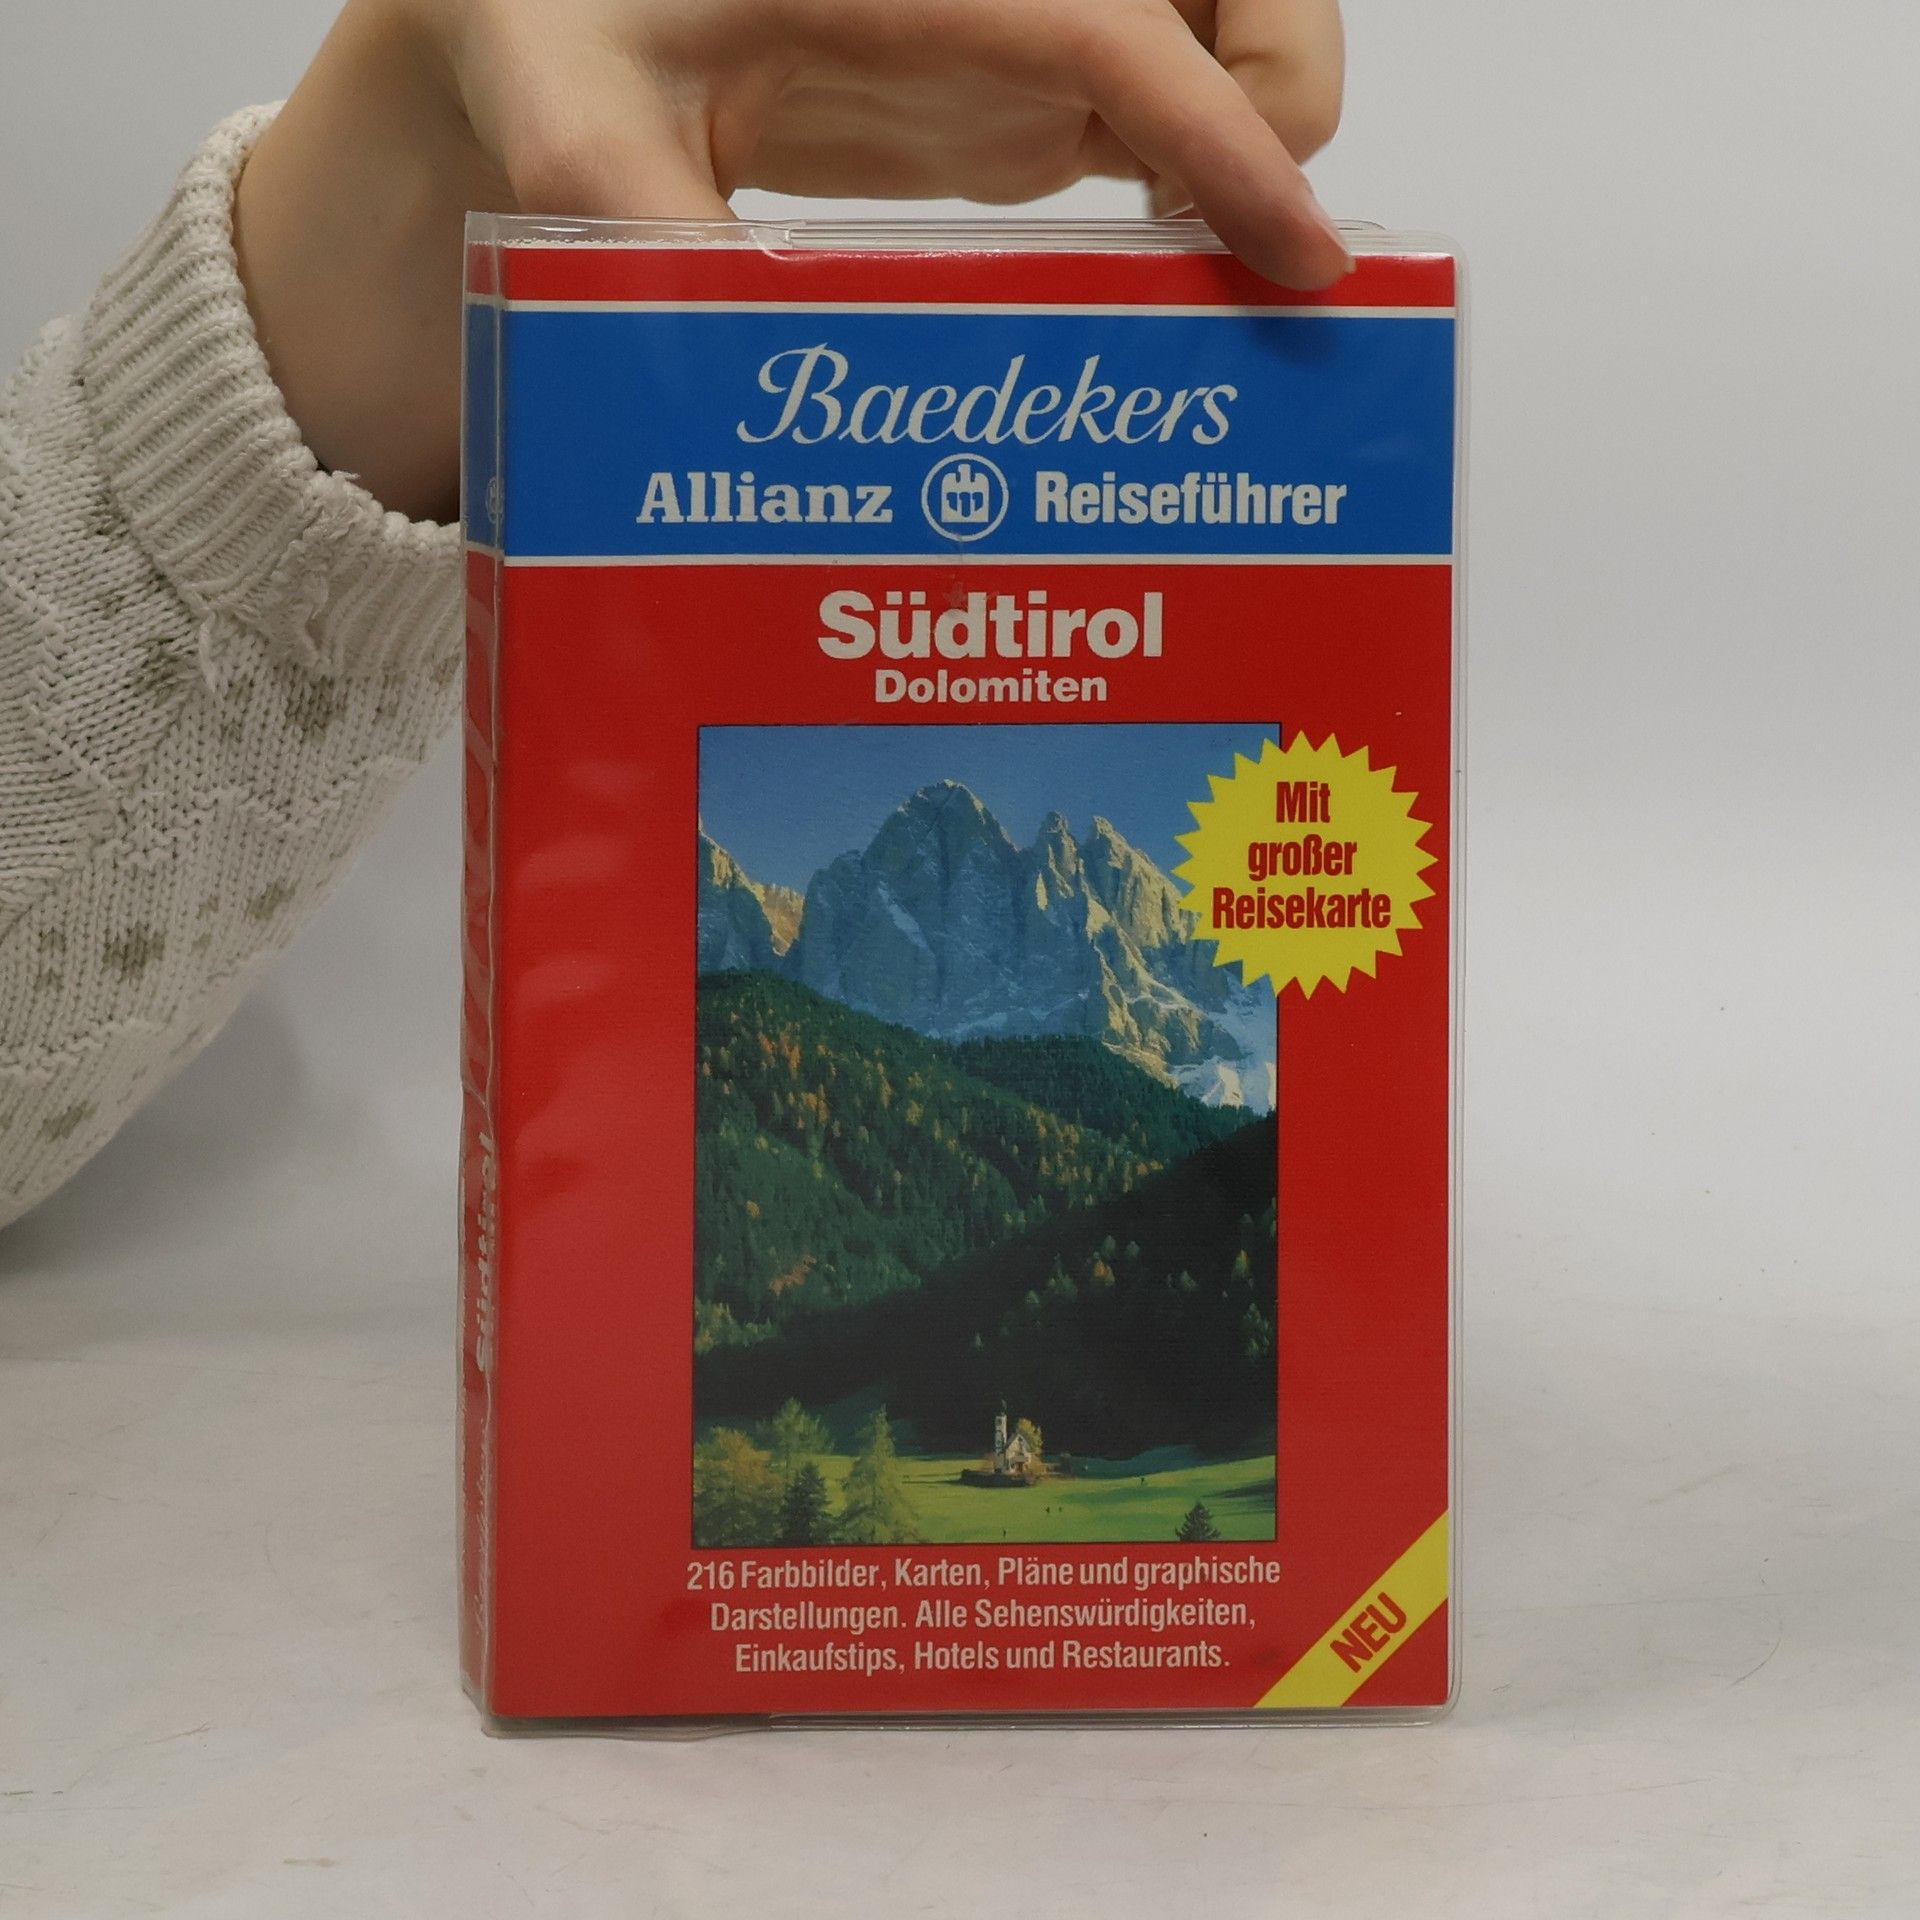 Baedekers
Allianz Reiseführer
Südtirol
Dolomiten
Mit
großer
Reisekarte
216 Farbbilder, Karten, Pläne und graphische
Darstellungen. Alle Sehenswürdigkeiten,
Einkaufstips, Hotels und Restaurants.
NEU
Südtirol